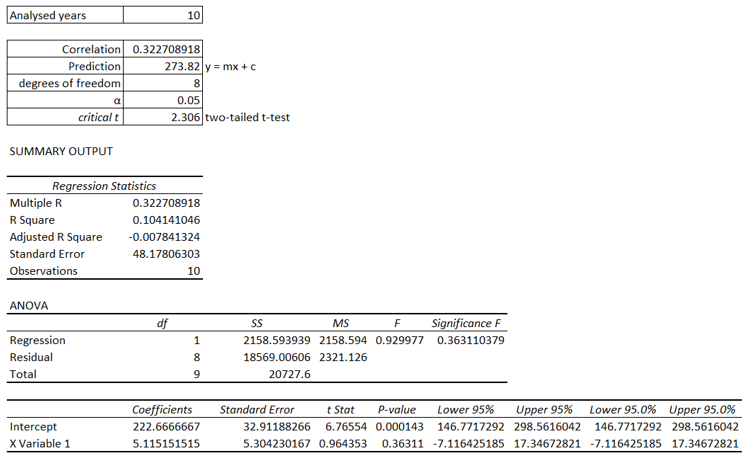 Analysed years 10
Correlation 0.322708918
Prediction 273.82 y = mx + c
degrees of freedom 8
α 0.05
critical t 2.306 two-tailed t-test
SUMMARY OUTPUT
Regression Statistics
Multiple R 0.322708918
R Square 0.104141046
Adjusted R Square -0.007841324
Standard Error 48.17806303
Observations 10
ANOVA
df SS MS F Significance F
Regression 1 2158.593939 2158.594 0.929977 0.363110379
Residual 8 18569.00606 2321.126
Total 9 20727.6
Coefficients Standard Error t Stat P-value Lower 95% Upper 95% Lower 95.0% Upper 95.0%
Intercept 222.6666667 32.91188266 6.76554 0.000143 146.7717292 298.5616042 146.7717292 298.5616042
X Variable 1 5.115151515 5.304230167 0.964353 0.36311 -7.116425185 17.34672821 -7.116425185 17.34672821